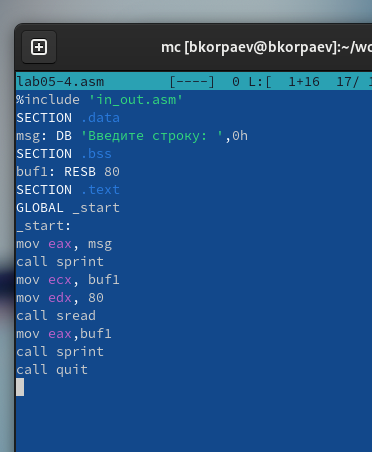 mc [bkorpaev@bkorpaev]:~/wo
lab05-4.asm [----] 0 L:[ 1+16 17/ 1
%include 'in_out.asm'
SECTION .data
msg: DB 'Введите строку: ',0h
SECTION .bss
buf1: RESB 80
SECTION .text
GLOBAL _start
_start:
mov eax, msg
call sprint
mov ecx, buf1
mov edx, 80
call sread
mov eax,buf1
call sprint
call quit